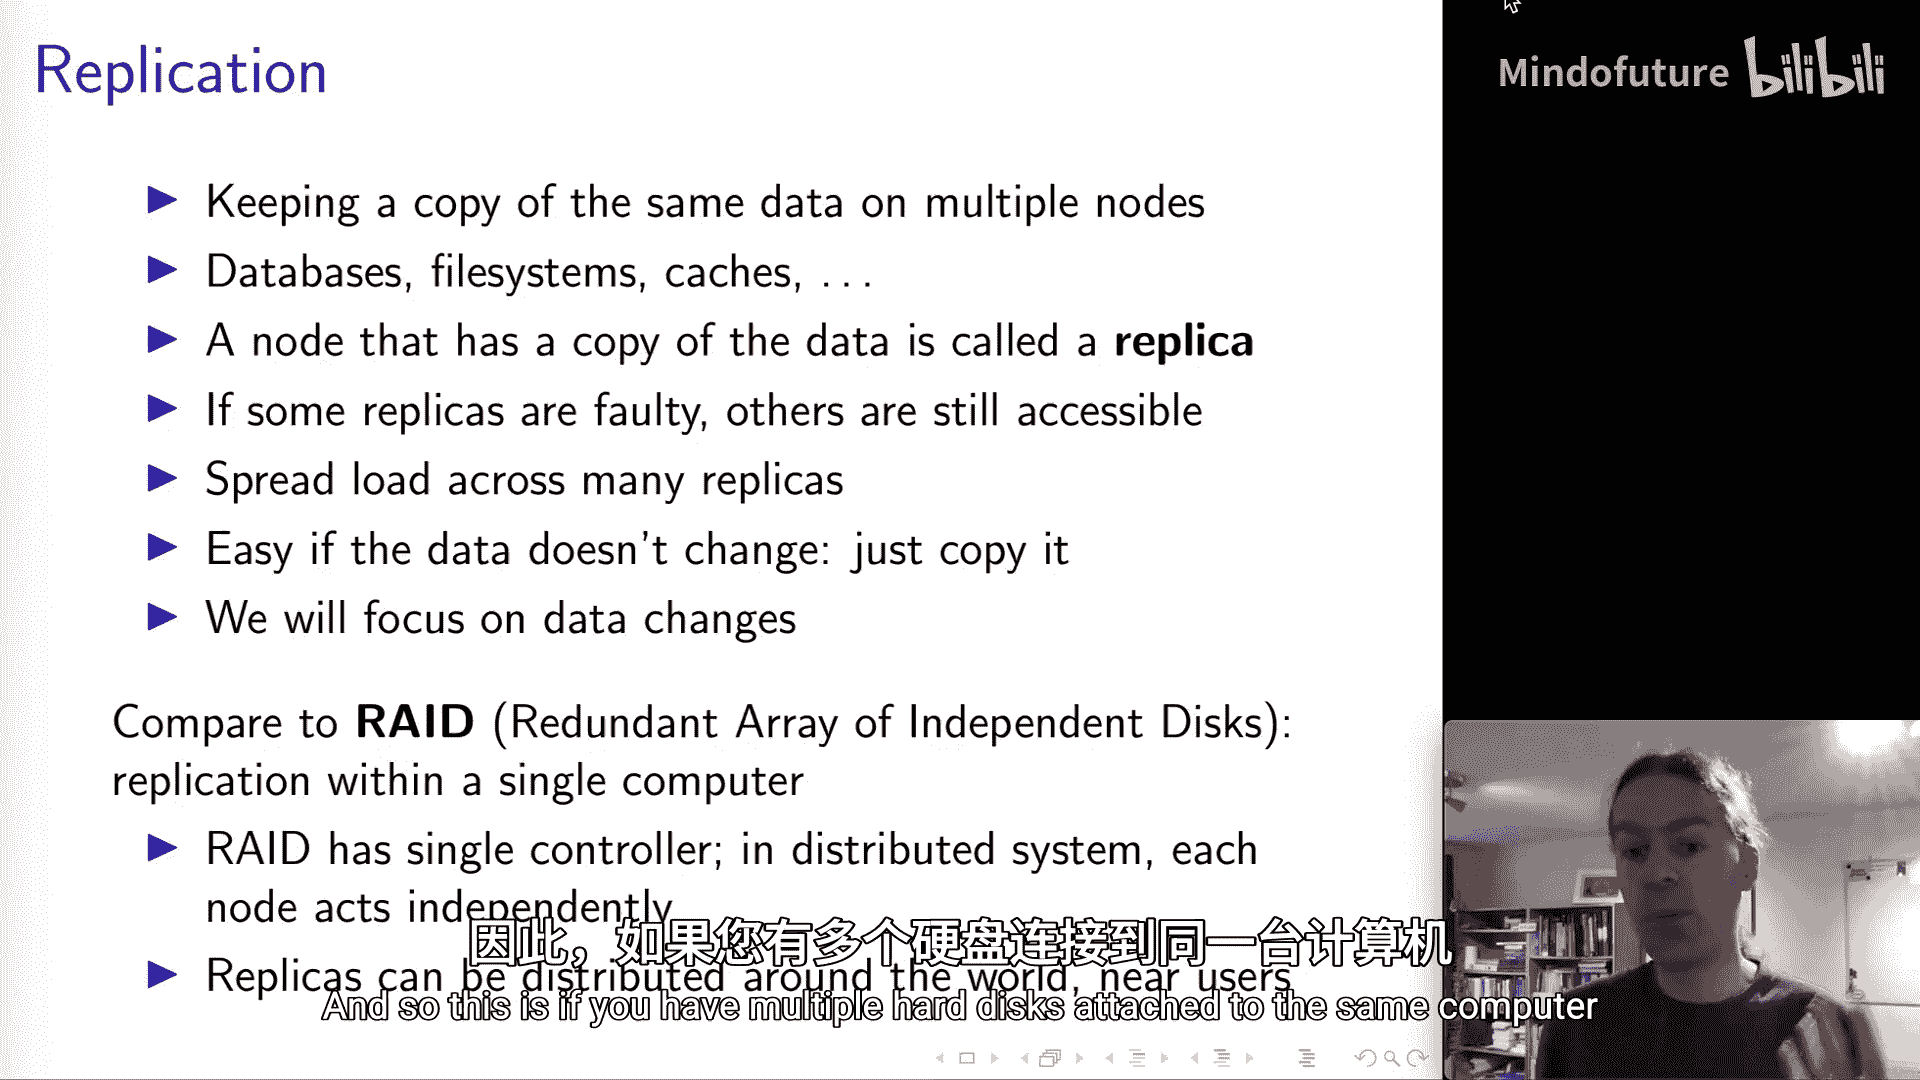 Replication
Mindofuture bilibili
▶ Keeping a copy of the same data on multiple nodes
▶ Databases, filesystems, caches, ...
▶ A node that has a copy of the data is called a replica
▶ If some replicas are faulty, others are still accessible
▶ Spread load across many replicas
▶ Easy if the data doesn't change: just copy it
▶ We will focus on data changes
Compare to RAID (Redundant Array of Independent Disks):
replication within a single computer
▶ RAID has single controller; in distributed system, each
node acts independently
▶ Replicas can be distributed around the world, near users
因此，如果您有多个硬盘连接到同一台计算机
And so this is if you have multiple hard disks attached to the same computer